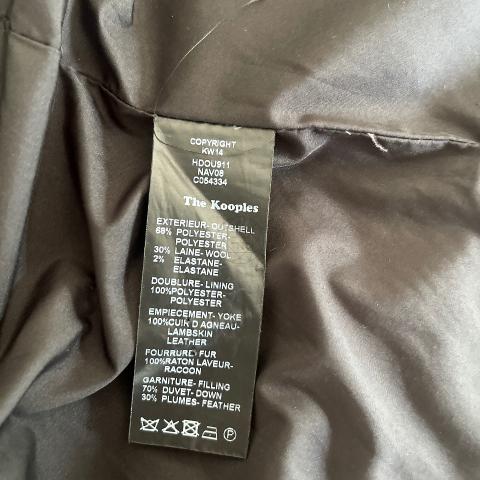 COPYRIGHT
KW14
HDOU911
NAV08
C054334
The Kooples
EXTERIEUR- OUTSHELL
68% POLYESTER-
POLYESTER
30% LAINE- WOOL
2% ELASTANE-
ELASTANE
DOUBLURE- LINING
100%POLYESTER-
POLYESTER
EMPIECEMENT- YOKE
100%CUIR D AGNEAU-
LAMBSKIN
LEATHER
FOURRURE- FUR
100%RATON LAVEUR-
RACOON
GARNITURE- FILLING
70% DUVET- DOWN
30% PLUMES- FEATHER
P